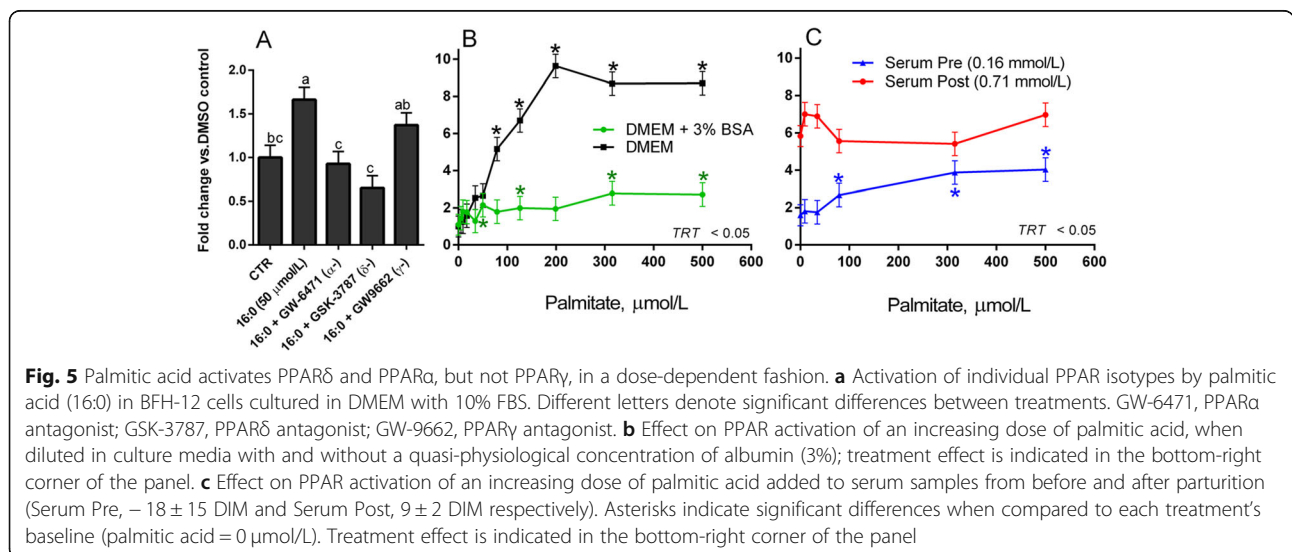 A
Fold change vs.DMSO control
2.0
1.5
1.0
0.5
0.0
bc
a
c
c
ab
CTR
16:0 (50 µmol/L)
16:0 + GW-6471 (α-)
16:0 + GSK-3787 (δ-)
16:0 + GW9662 (γ-)
B
10
8
6
4
2
0
* * * * *
DMEM + 3% BSA
DMEM
* * * *
TRT < 0.05
0 100 200 300 400 500 600
Palmitate, µmol/L
C
10
8
6
4
2
0
Serum Pre (0.16 mmol/L)
Serum Post (0.71 mmol/L)
* * *
TRT < 0.05
0 100 200 300 400 500 600
Palmitate, µmol/L
Fig. 5 Palmitic acid activates PPARδ and PPARα, but not PPARγ, in a dose-dependent fashion. a Activation of individual PPAR isotypes by palmitic
acid (16:0) in BFH-12 cells cultured in DMEM with 10% FBS. Different letters denote significant differences between treatments. GW-6471, PPARα
antagonist; GSK-3787, PPARδ antagonist; GW-9662, PPARγ antagonist. b Effect on PPAR activation of an increasing dose of palmitic acid, when
diluted in culture media with and without a quasi-physiological concentration of albumin (3%); treatment effect is indicated in the bottom-right
corner of the panel. c Effect on PPAR activation of an increasing dose of palmitic acid added to serum samples from before and after parturition
(Serum Pre, − 18 ± 15 DIM and Serum Post, 9 ± 2 DIM respectively). Asterisks indicate significant differences when compared to each treatment's
baseline (palmitic acid = 0 µmol/L). Treatment effect is indicated in the bottom-right corner of the panel